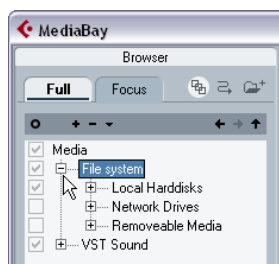 MediaBay
Browser
Full Focus
Media
File system
Local Harddisks
Network Drives
Removeable Media
VST Sound